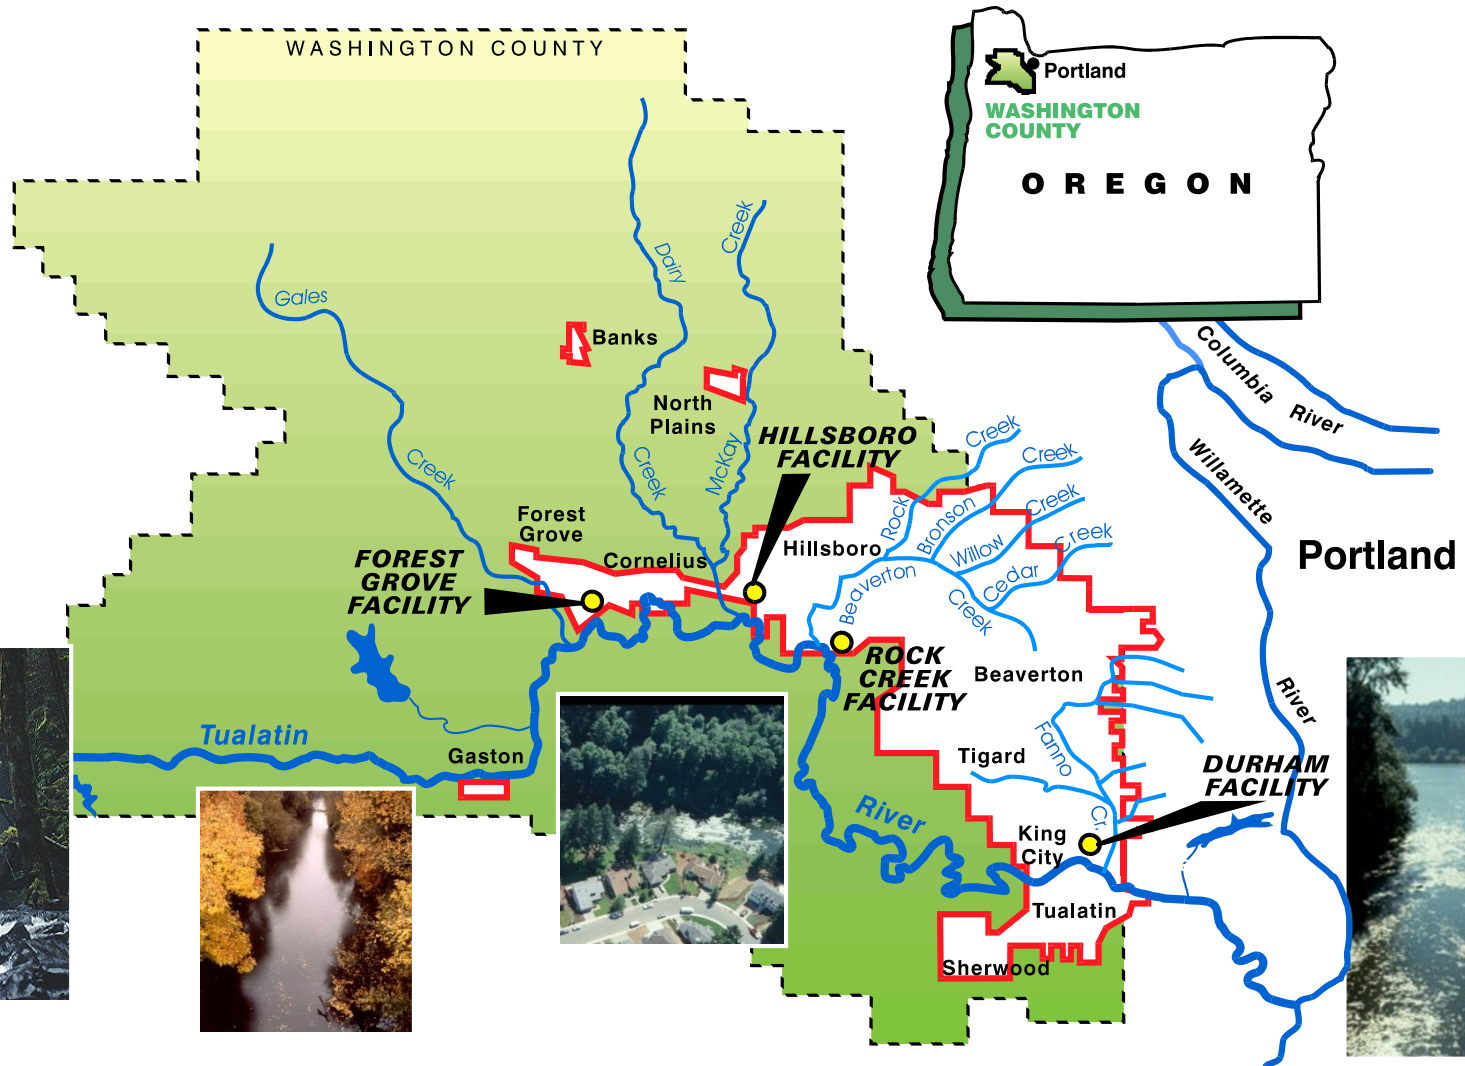 WASHINGTON COUNTY
Portland
WASHINGTON
COUNTY
OREGON
Columbia
River
Willamette
River
Portland
Gales
Creek
Dairy
Creek
Creek
McKay
Banks
North
Plains
HILLSBORO
FACILITY
Forest
Grove
Cornelius
Hillsboro
FOREST
GROVE
FACILITY
Rock
Creek
Bronson
Creek
Willow
Creek
Cedar
Creek
Beaverton
Creek
ROCK
CREEK
FACILITY
Beaverton
Tualatin
River
Gaston
Tigard
Fanno
Cr.
DURHAM
FACILITY
King
City
Tualatin
Sherwood